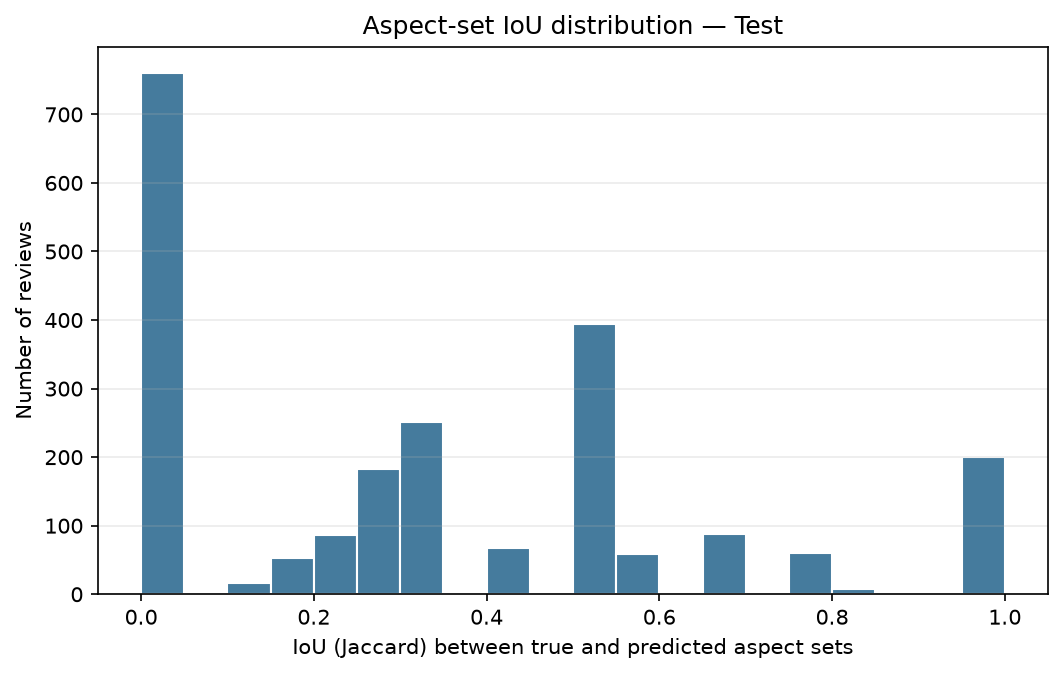 Aspect-set IoU distribution — Test
Number of reviews
700
600
500
400
300
200
100
0
0.0 0.2 0.4 0.6 0.8 1.0
IoU (Jaccard) between true and predicted aspect sets